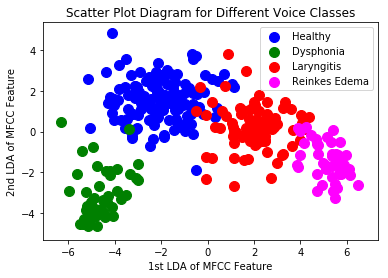 Scatter Plot Diagram for Different Voice Classes
Healthy
Dysphonia
Laryngitis
Reinkes Edema
4
2
0
−2
−4
2nd LDA of MFCC Feature
−6 −4 −2 0 2 4 6
1st LDA of MFCC Feature